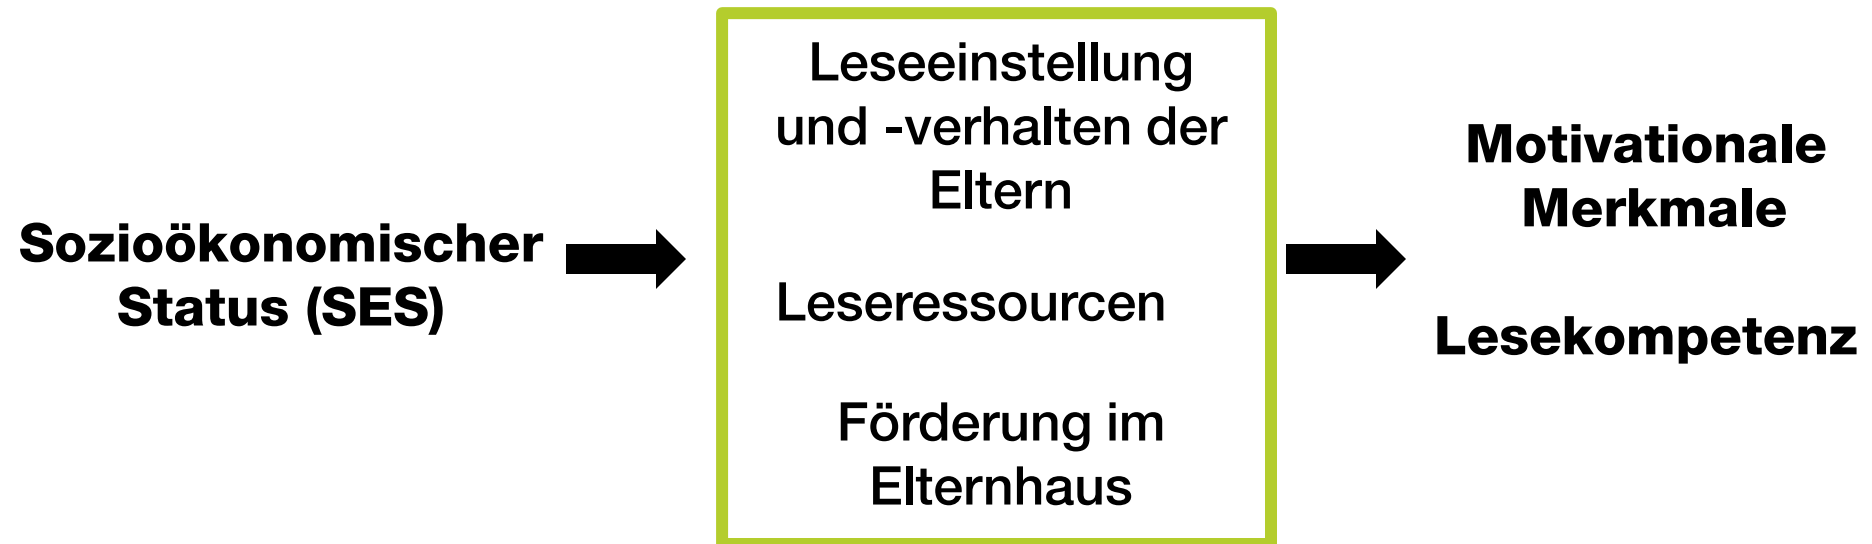 Sozioökonomischer
Status (SES)
Leseeinstellung
und -verhalten der
Eltern
Leseressourcen
Förderung im
Elternhaus
Motivationale
Merkmale
Lesekompetenz